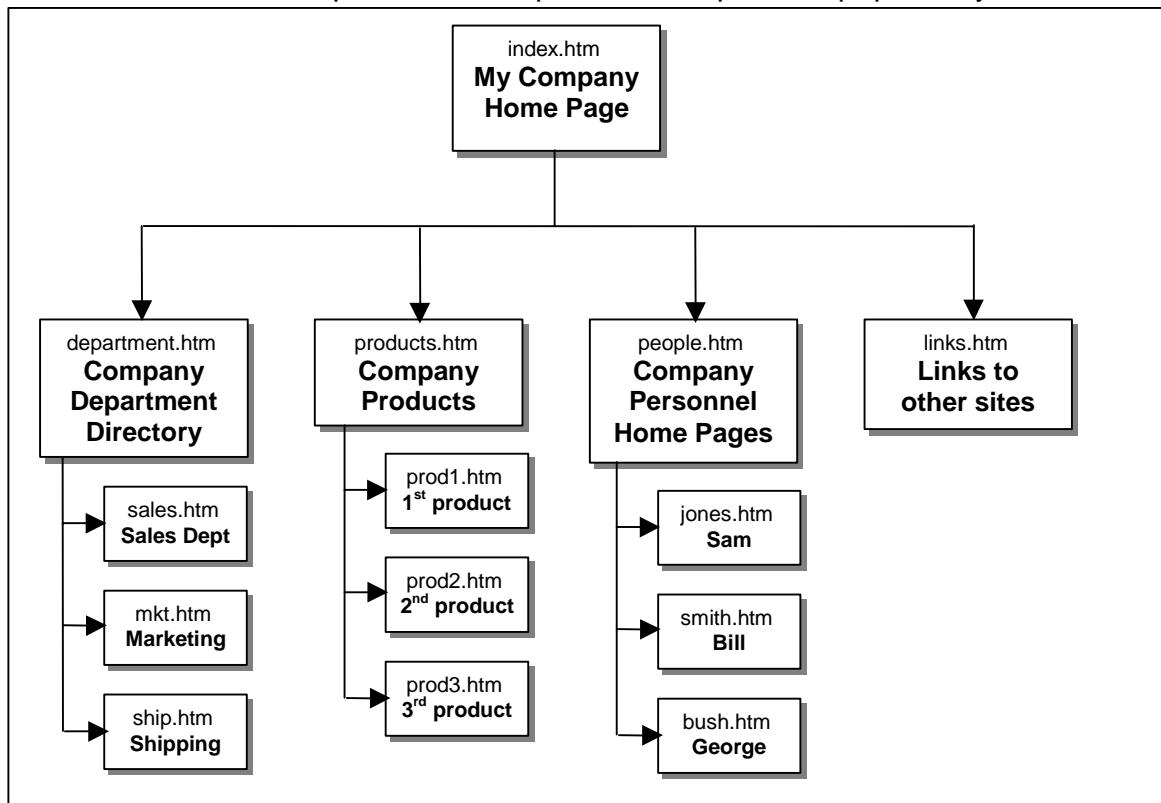 index.htm
My Company
Home Page
department.htm
Company
Department
Directory
products.htm
Company
Products
people.htm
Company
Personnel
Home Pages
links.htm
Links to
other sites
sales.htm
Sales Dept
mkt.htm
Marketing
ship.htm
Shipping
prod1.htm
1st product
prod2.htm
2nd product
prod3.htm
3rd product
jones.htm
Sam
smith.htm
Bill
bush.htm
George